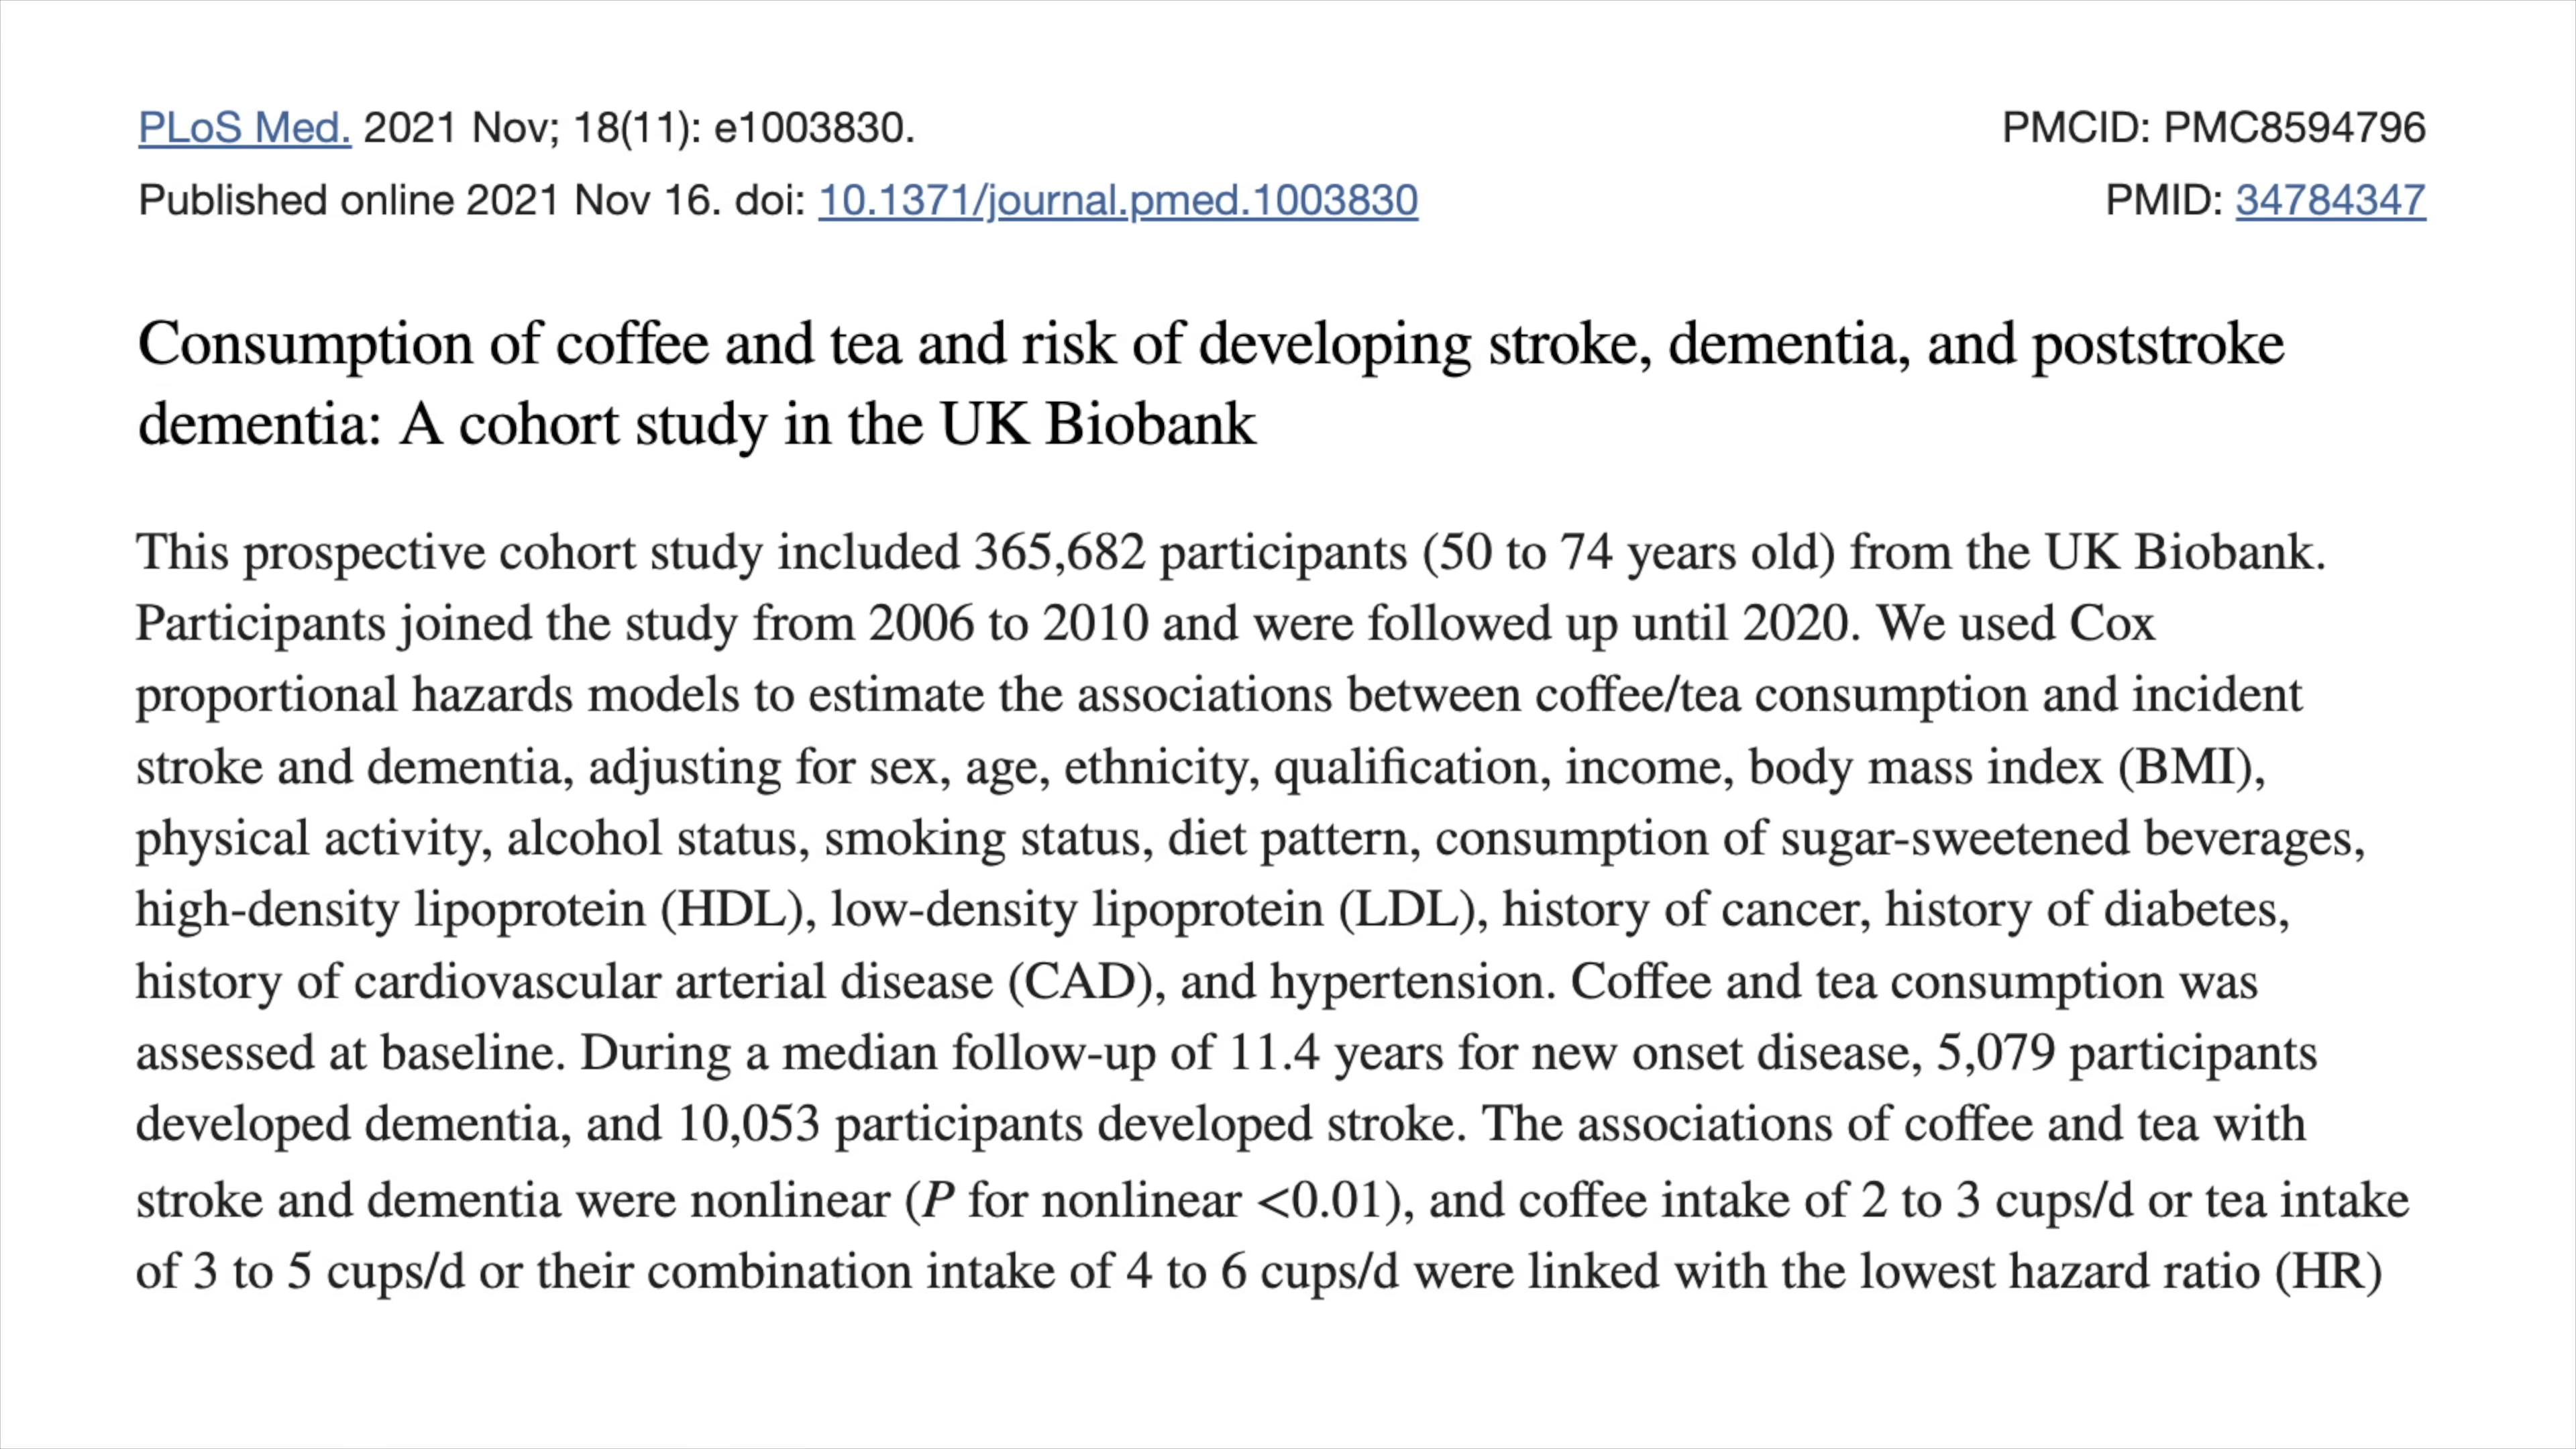 PLoS Med. 2021 Nov; 18(11): e1003830.
PMCID: PMC8594796
Published online 2021 Nov 16. doi: 10.1371/journal.pmed.1003830
PMID: 34784347
Consumption of coffee and tea and risk of developing stroke, dementia, and poststroke
dementia: A cohort study in the UK Biobank
This prospective cohort study included 365,682 participants (50 to 74 years old) from the UK Biobank.
Participants joined the study from 2006 to 2010 and were followed up until 2020. We used Cox
proportional hazards models to estimate the associations between coffee/tea consumption and incident
stroke and dementia, adjusting for sex, age, ethnicity, qualification, income, body mass index (BMI),
physical activity, alcohol status, smoking status, diet pattern, consumption of sugar-sweetened beverages,
high-density lipoprotein (HDL), low-density lipoprotein (LDL), history of cancer, history of diabetes,
history of cardiovascular arterial disease (CAD), and hypertension. Coffee and tea consumption was
assessed at baseline. During a median follow-up of 11.4 years for new onset disease, 5,079 participants
developed dementia, and 10,053 participants developed stroke. The associations of coffee and tea with
stroke and dementia were nonlinear (P for nonlinear <0.01), and coffee intake of 2 to 3 cups/d or tea intake
of 3 to 5 cups/d or their combination intake of 4 to 6 cups/d were linked with the lowest hazard ratio (HR)